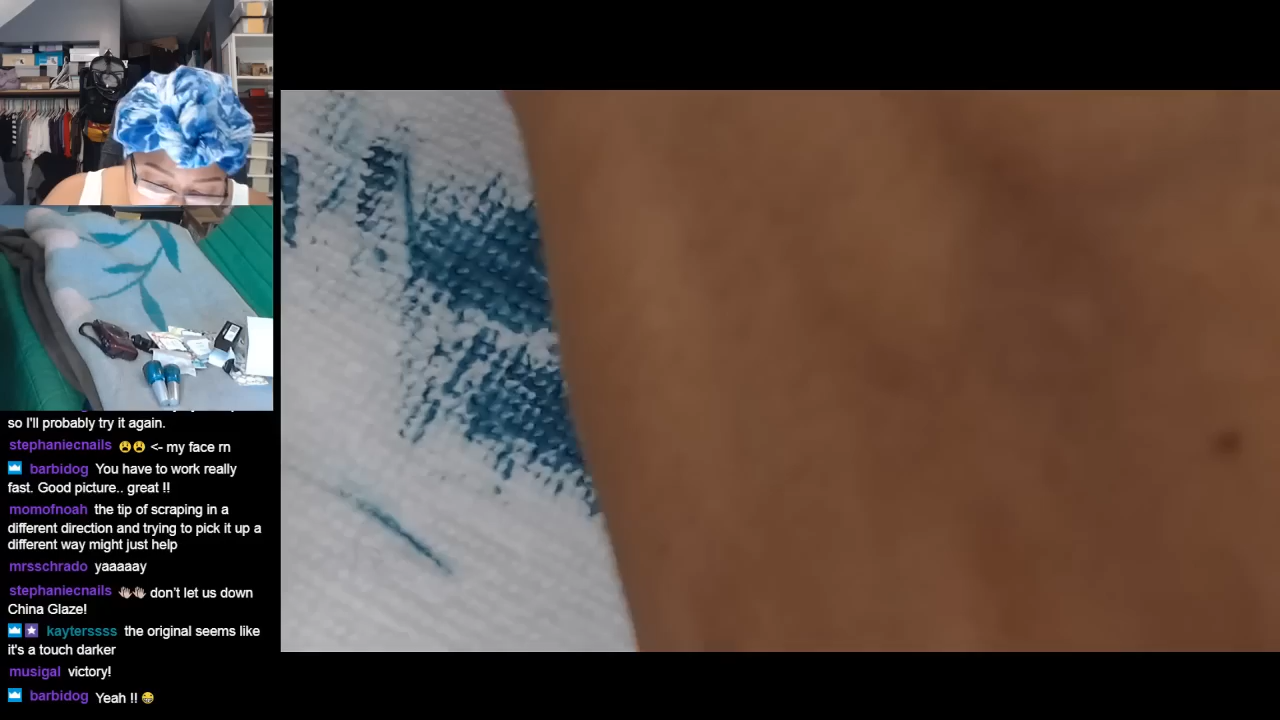 so I'll probably try it again.
stephaniecnails 😮😮 <- my face rn
barbidog You have to work really
fast. Good picture.. great !!
momofnoah the tip of scraping in a
different direction and trying to pick it up a
different way might just help
mrsschrado yaaaaay
stephaniecnails 👋🏼👋🏼 don't let us down
China Glaze!
kayterssss the original seems like
it's a touch darker
musigal victory!
barbidog Yeah !! 😁